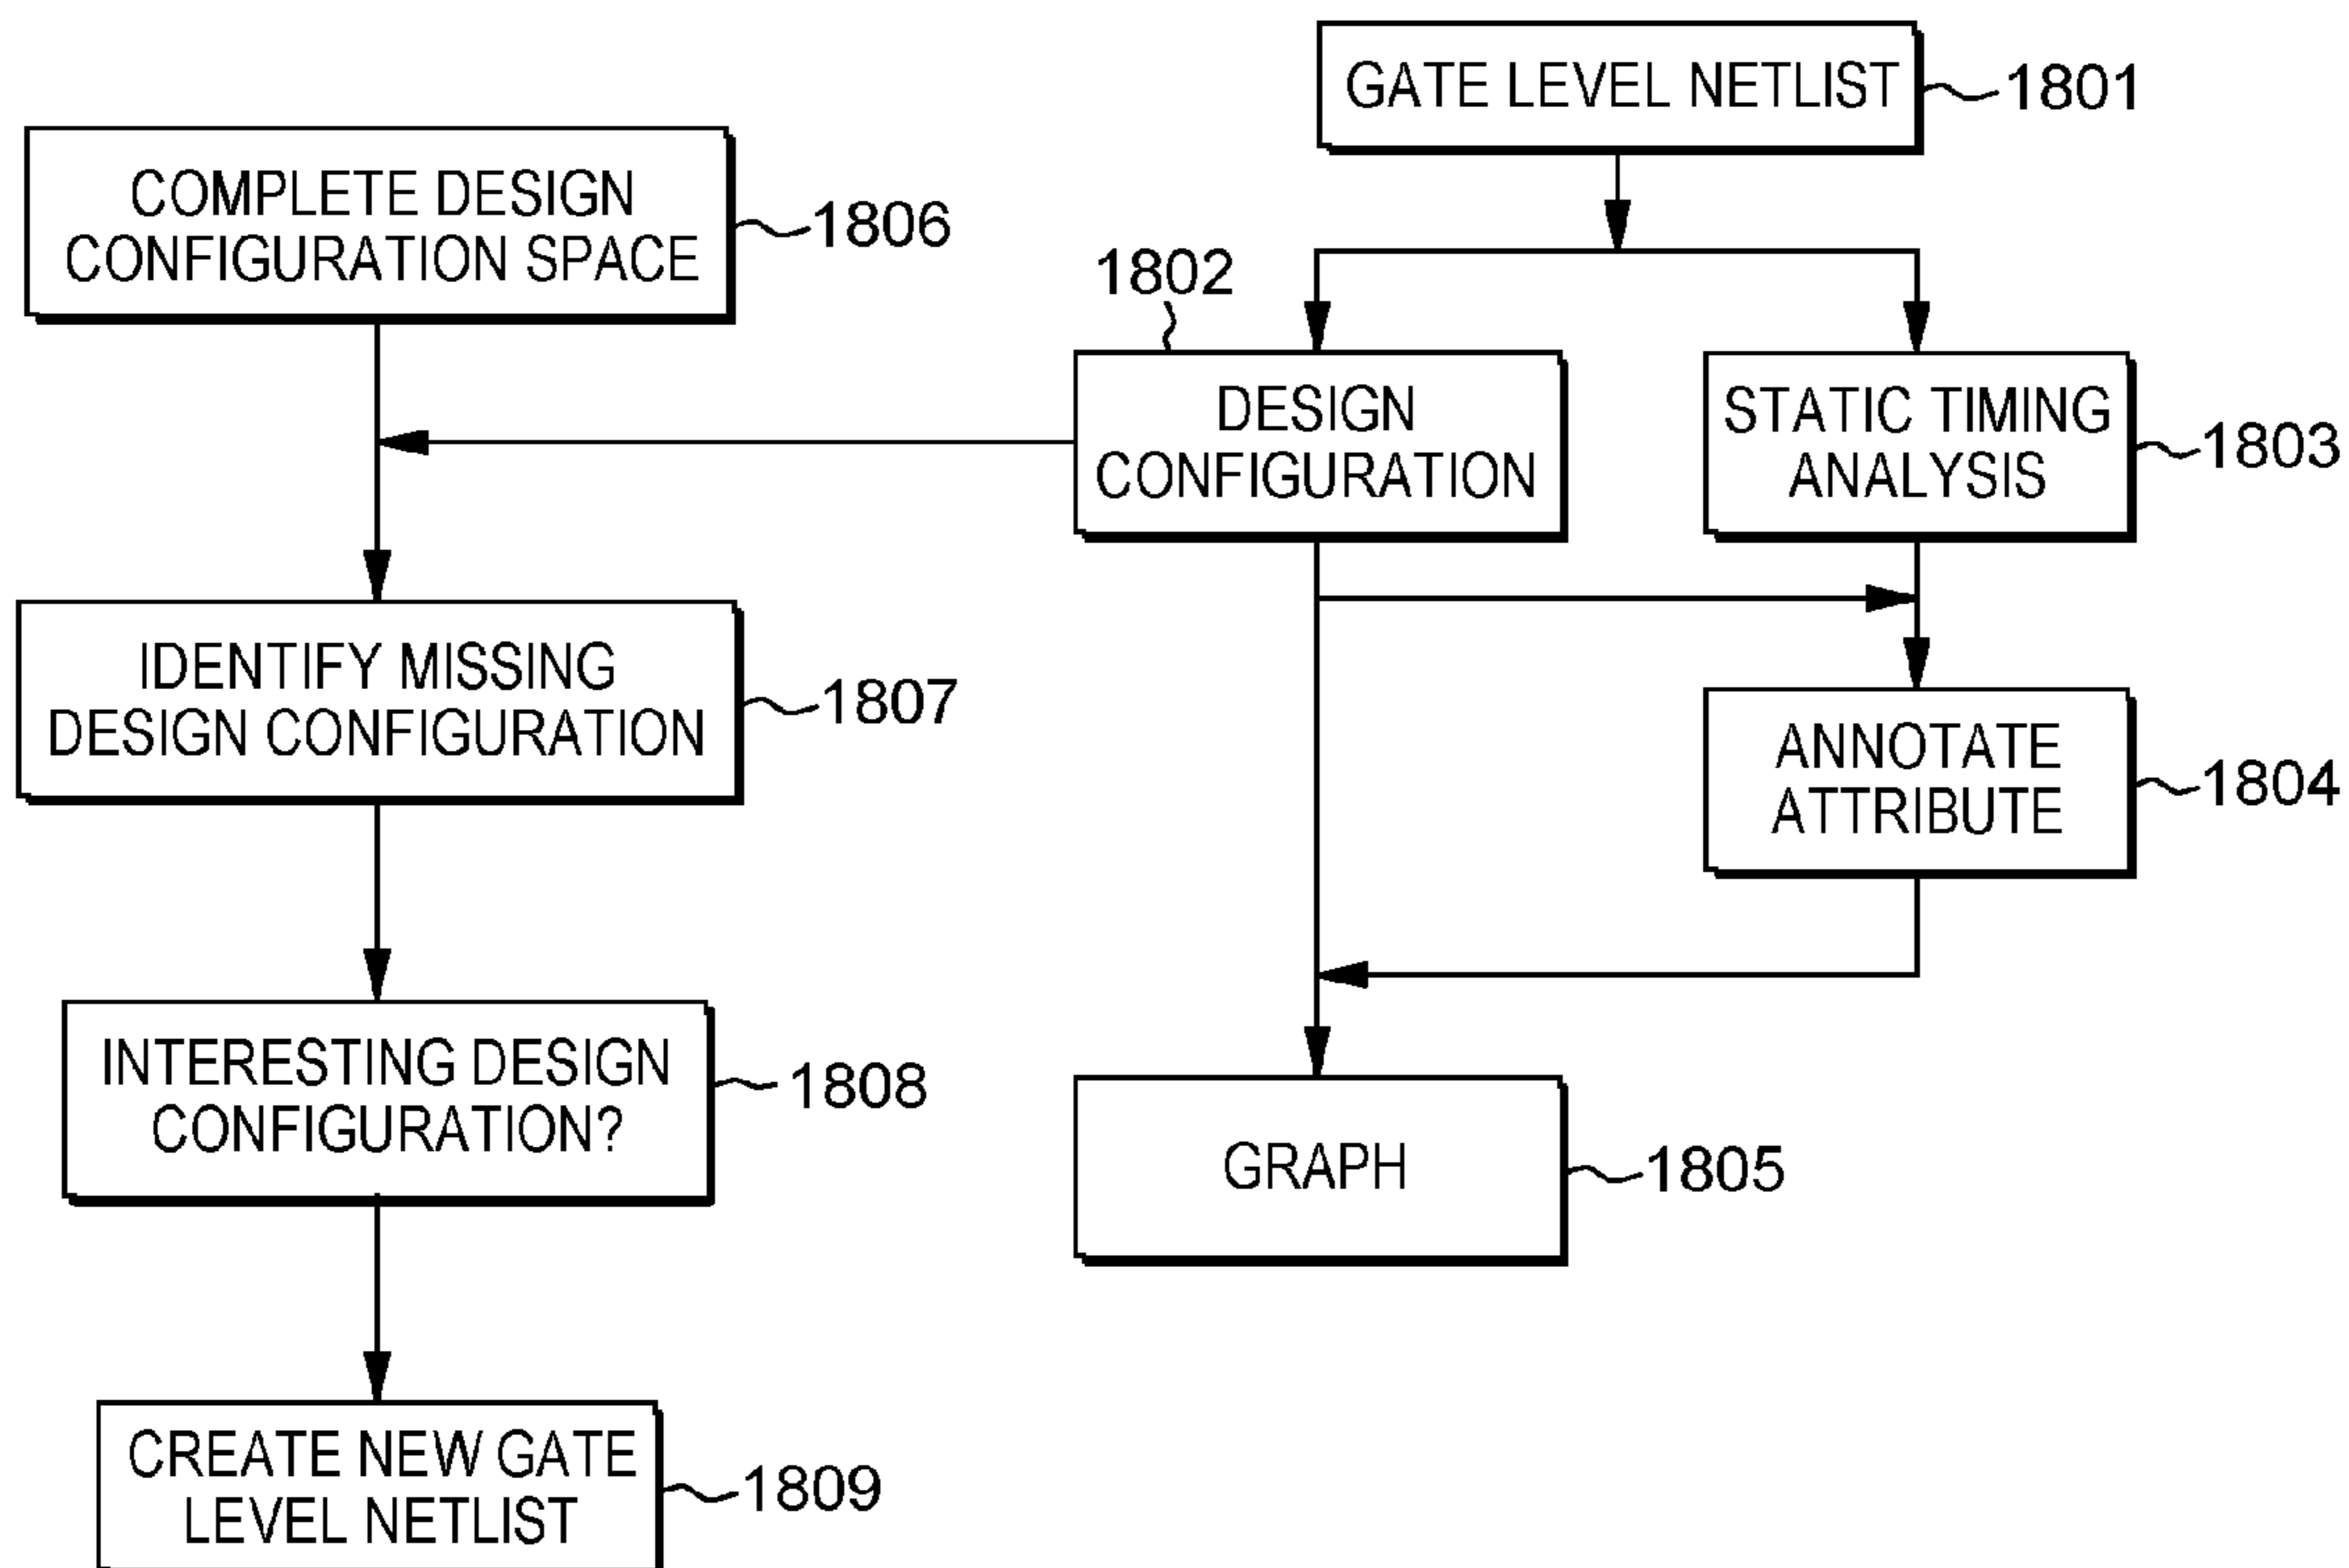 GATE LEVEL NETLIST
1801
COMPLETE DESIGN
CONFIGURATION SPACE
1806
1802
DESIGN
CONFIGURATION
STATIC TIMING
ANALYSIS
1803
IDENTIFY MISSING
DESIGN CONFIGURATION
1807
ANNOTATE
ATTRIBUTE
1804
INTERESTING DESIGN
CONFIGURATION?
1808
GRAPH
1805
CREATE NEW GATE
LEVEL NETLIST
1809